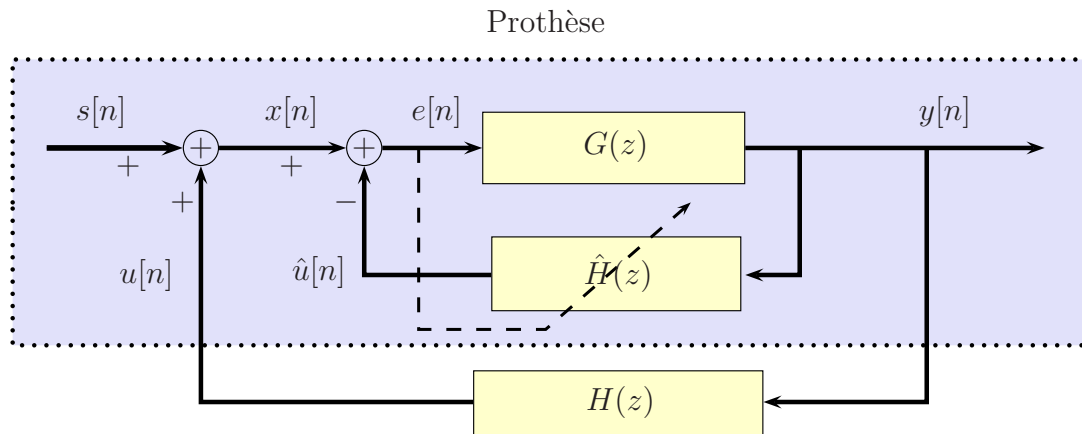 Prothèse
s[n] x[n] e[n] G(z) y[n]
+ + + +
+ −
u[n] û[n] Ĥ(z)
H(z)